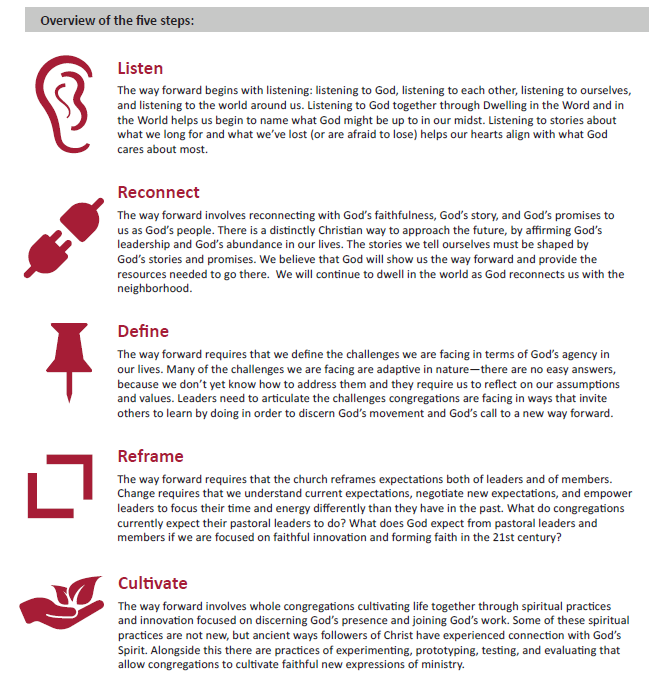 Overview of the five steps:
Listen
The way forward begins with listening: listening to God, listening to each other, listening to ourselves,
and listening to the world around us. Listening to God together through Dwelling in the Word and in
the World helps us begin to name what God might be up to in our midst. Listening to stories about
what we long for and what we've lost (or are afraid to lose) helps our hearts align with what God
cares about most.
Reconnect
The way forward involves reconnecting with God's faithfulness, God's story, and God's promises to
us as God's people. There is a distinctly Christian way to approach the future, by affirming God's
leadership and God's abundance in our lives. The stories we tell ourselves must be shaped by
God's stories and promises. We believe that God will show us the way forward and provide the
resources needed to go there.  We will continue to dwell in the world as God reconnects us with the
neighborhood.
Define
The way forward requires that we define the challenges we are facing in terms of God's agency in
our lives. Many of the challenges we are facing are adaptive in nature—there are no easy answers,
because we don't yet know how to address them and they require us to reflect on our assumptions
and values. Leaders need to articulate the challenges congregations are facing in ways that invite
others to learn by doing in order to discern God's movement and God's call to a new way forward.
Reframe
The way forward requires that the church reframes expectations both of leaders and of members.
Change requires that we understand current expectations, negotiate new expectations, and empower
leaders to focus their time and energy differently than they have in the past. What do congregations
currently expect their pastoral leaders to do? What does God expect from pastoral leaders and
members if we are focused on faithful innovation and forming faith in the 21st century?
Cultivate
The way forward involves whole congregations cultivating life together through spiritual practices
and innovation focused on discerning God's presence and joining God's work. Some of these spiritual
practices are not new, but ancient ways followers of Christ have experienced connection with God's
Spirit. Alongside this there are practices of experimenting, prototyping, testing, and evaluating that
allow congregations to cultivate faithful new expressions of ministry.